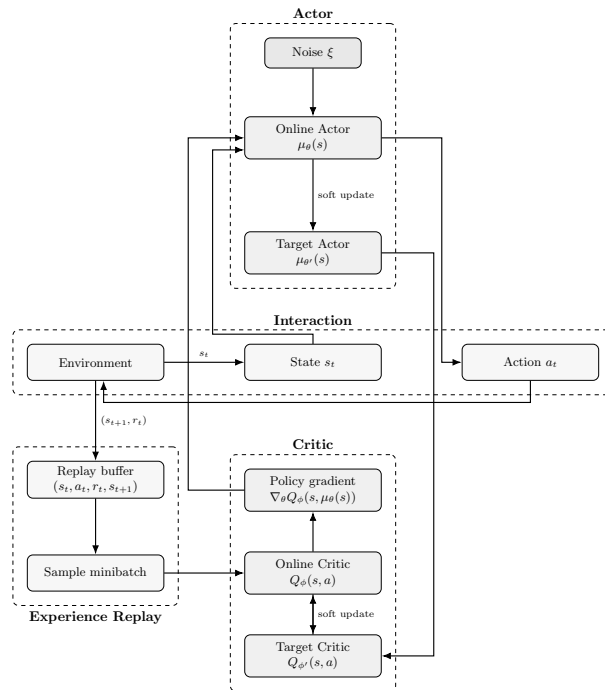 Actor
Noise ξ
Online Actor
μ_θ(s)
soft update
Target Actor
μ_θ′(s)
Interaction
Environment
s_t
State s_t
Action a_t
(s_{t+1}, r_t)
Critic
Replay buffer
(s_t, a_t, r_t, s_{t+1})
Policy gradient
∇_θ Q_ϕ(s, μ_θ(s))
Sample minibatch
Online Critic
Q_ϕ(s, a)
Experience Replay
soft update
Target Critic
Q_ϕ′(s, a)